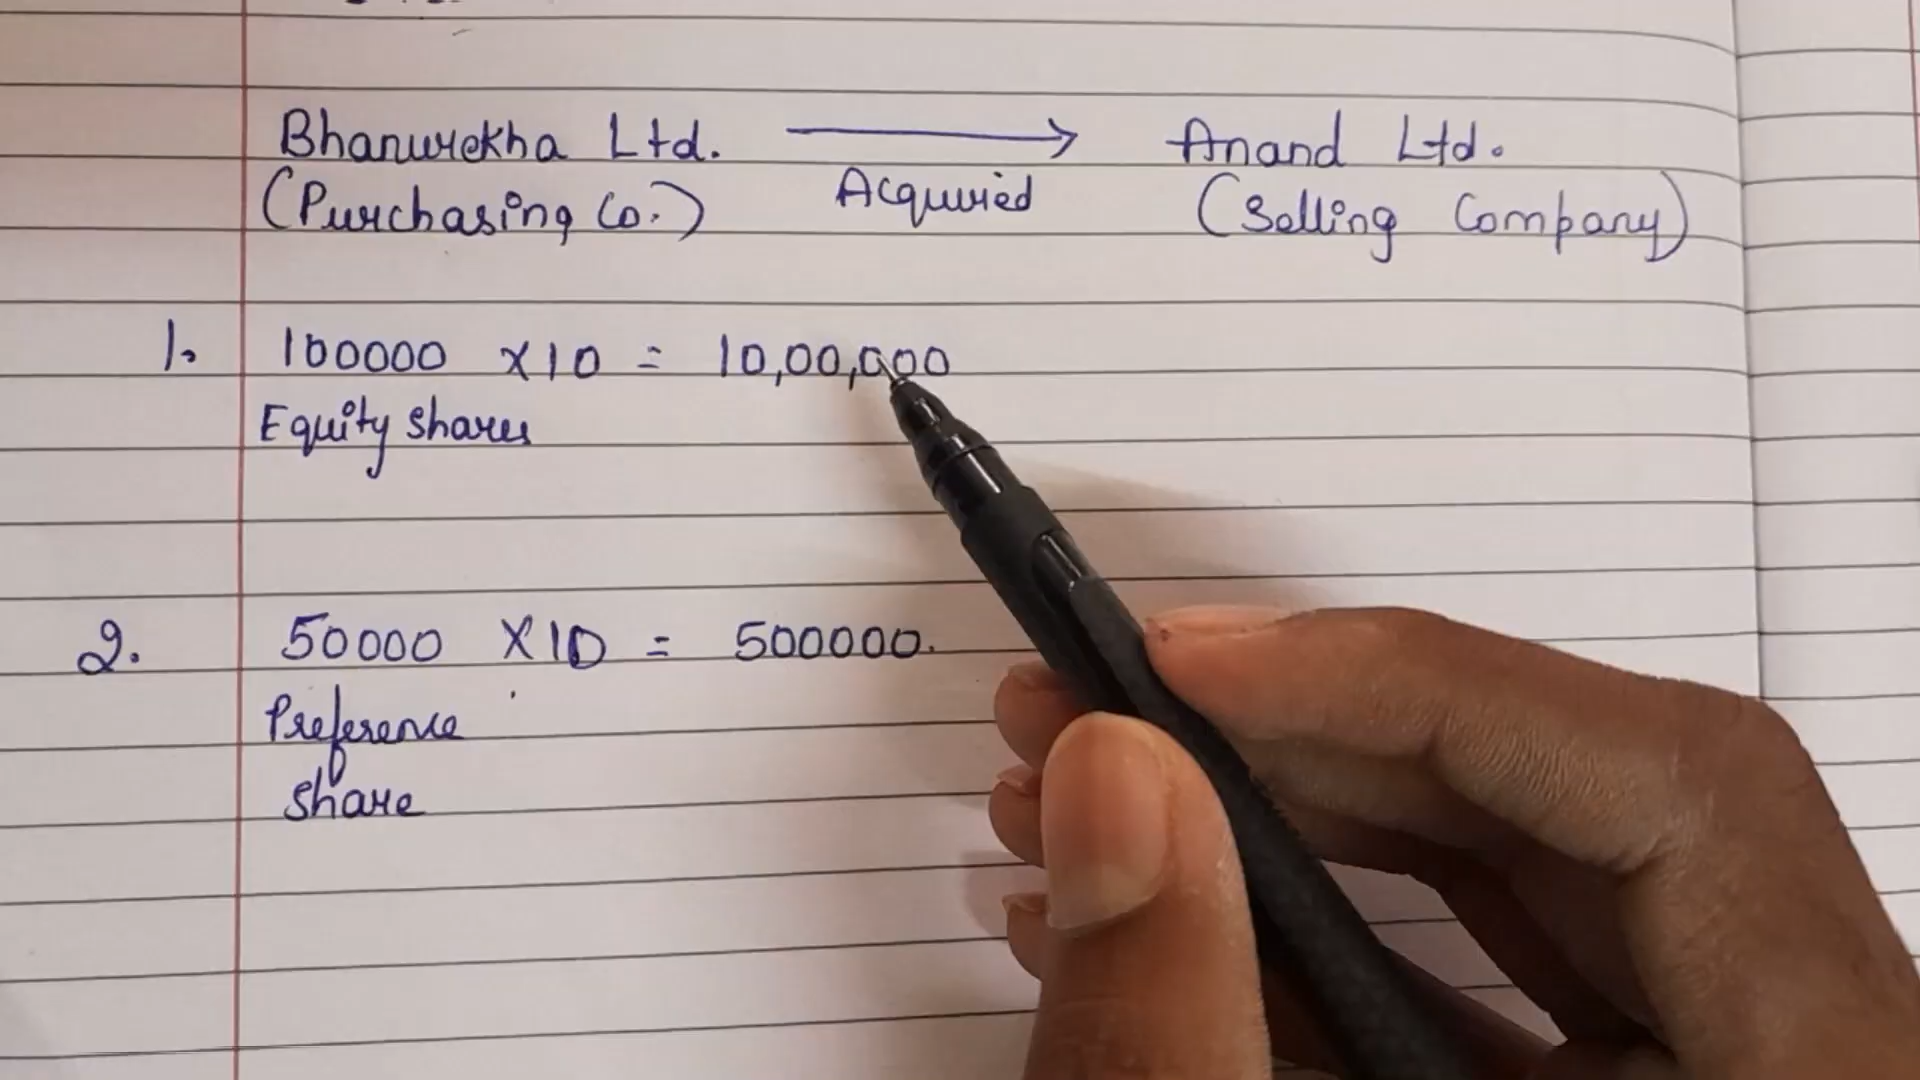 Bhanurekha Ltd. Anand Ltd.
(Purchasing Co.) Acquried (Selling Company)
1. 100000 X10 = 10,00,000
Equity shares
2. 50000 X10 = 500000.
Preference
share